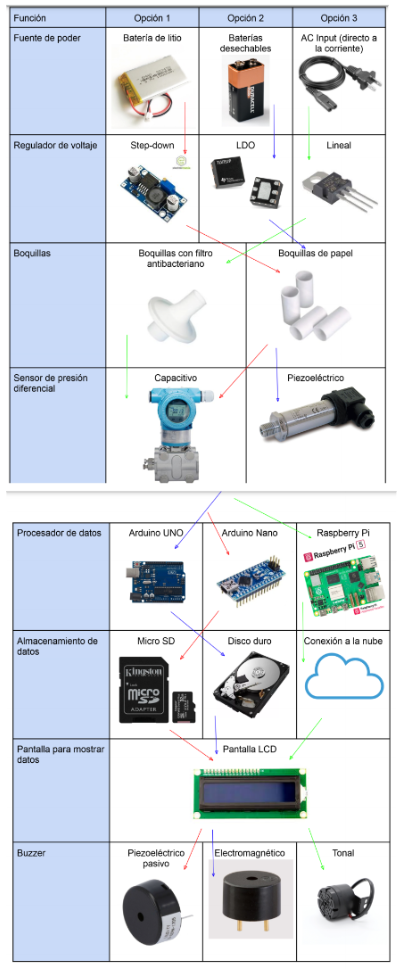 Función
Opción 1
Opción 2
Opción 3
Fuente de poder
Batería de litio
Baterías
desechables
AC Input (directo a
la corriente)
DURACELL
Regulador de voltaje
Step-down
LDO
Lineal
Boquillas
Boquillas con filtro
antibacteriano
Boquillas de papel
Sensor de presión
diferencial
Capacitivo
Piezoeléctrico
Procesador de datos
Arduino UNO
Arduino Nano
Raspberry Pi
Raspberry Pi 5
Almacenamiento de
datos
Micro SD
Disco duro
Conexión a la nube
Kingston
Micro
SD
ADAPTER
Pantalla para mostrar
datos
Pantalla LCD
Buzzer
Piezoeléctrico
pasivo
Electromagnético
Tonal